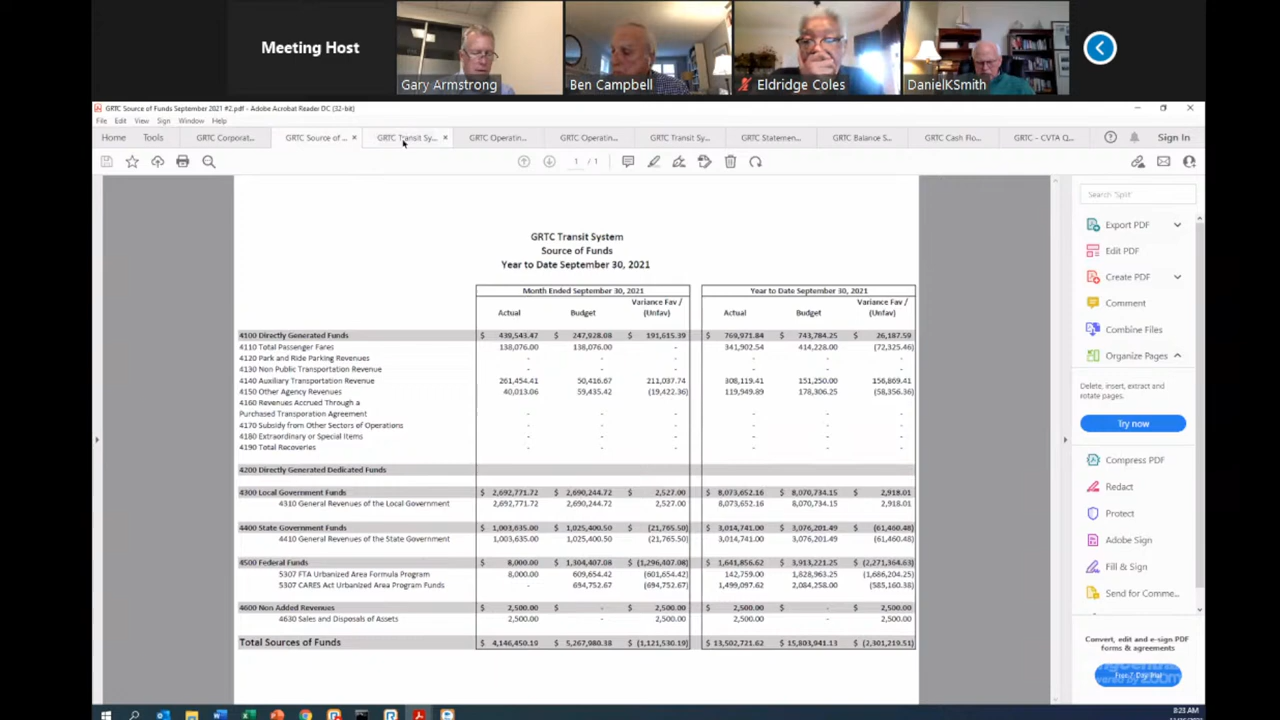 Meeting Host
Gary Armstrong
Ben Campbell
Eldridge Coles
DanielKSmith
GRTC Source of Funds September 2021 #2.pdf - Adobe Acrobat Reader DC (32-bit)
File Edit View Sign Window Help
Home Tools GRTC Corporat... GRTC Source of ... × GRTC Transit Sy... × GRTC Operatin... GRTC Operatin... GRTC Transit Sy... GRTC Statemen... GRTC Balance S... GRTC Cash Flo... GRTC - CVTA Q... Sign In
1 / 1
Search 'Split'
Export PDF
Edit PDF
Create PDF
Comment
Combine Files
Organize Pages
Delete, insert, extract and
rotate pages.
Try now
Compress PDF
Redact
Protect
Adobe Sign
Fill & Sign
Send for Comme...
Convert, edit and e-sign PDF
forms & agreements
Free 7 Day Trial
GRTC Transit System
Source of Funds
Year to Date September 30, 2021
Month Ended September 30, 2021 Year to Date September 30, 2021
Variance Fav / Variance Fav /
Actual Budget (Unfav) Actual Budget (Unfav)
4100 Directly Generated Funds $ 439,543.47 $ 247,928.08 $ 191,615.39 $ 769,971.84 $ 743,784.25 $ 26,187.59
4110 Total Passenger Fares 138,076.00 138,076.00 - 341,902.54 414,228.00 (72,325.46)
4120 Park and Ride Parking Revenues - - - - - -
4130 Non Public Transportation Revenue - - - - - -
4140 Auxiliary Transportation Revenue 261,454.41 50,416.67 211,037.74 308,119.41 151,250.00 156,869.41
4150 Other Agency Revenues 40,013.06 59,435.42 (19,422.36) 119,949.89 178,306.25 (58,356.36)
4160 Revenues Accrued Through a
Purchased Transporation Agreement - - - - - -
4170 Subsidy from Other Sectors of Operations - - - - - -
4180 Extraordinary or Special Items - - - - - -
4190 Total Recoveries - - - - - -
4200 Directly Generated Dedicated Funds
4300 Local Government Funds $ 2,692,771.72 $ 2,690,244.72 $ 2,527.00 $ 8,073,652.16 $ 8,070,734.15 $ 2,918.01
4310 General Revenues of the Local Government 2,692,771.72 2,690,244.72 2,527.00 8,073,652.16 8,070,734.15 2,918.01
4400 State Government Funds $ 1,003,635.00 $ 1,025,400.50 $ (21,765.50) $ 3,014,741.00 $ 3,076,201.49 $ (61,460.48)
4410 General Revenues of the State Government 1,003,635.00 1,025,400.50 (21,765.50) 3,014,741.00 3,076,201.49 (61,460.48)
4500 Federal Funds $ 8,000.00 $ 1,304,407.08 $ (1,296,407.08) $ 1,641,856.62 $ 3,913,221.25 $ (2,271,364.63)
5307 FTA Urbanized Area Formula Program 8,000.00 609,654.42 (601,654.42) 142,759.00 1,828,963.25 (1,686,204.25)
5307 CARES Act Urbanized Area Program Funds - 694,752.67 (694,752.67) 1,499,097.62 2,084,258.00 (585,160.38)
4600 Non Added Revenues $ 2,500.00 $ - $ 2,500.00 $ 2,500.00 $ - $ 2,500.00
4630 Sales and Disposals of Assets 2,500.00 2,500.00 2,500.00 2,500.00
Total Sources of Funds $ 4,146,450.19 $ 5,267,980.38 $ (1,121,530.19) $ 13,502,721.62 $ 15,803,941.13 $ (2,301,219.51)
8:23 AM